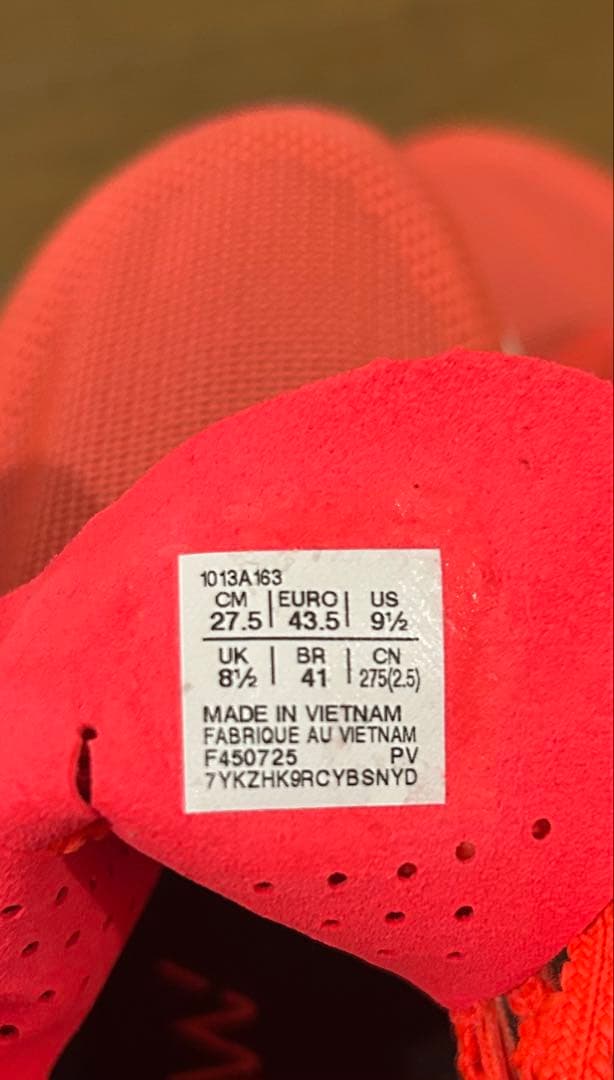 1013A163
CM | EURO | US
27.5 | 43.5 | 9½
UK | BR | CN
8½ | 41 | 275(2.5)
MADE IN VIETNAM
FABRIQUE AU VIETNAM
F450725 PV
7YKZHK9RCYBSNYD